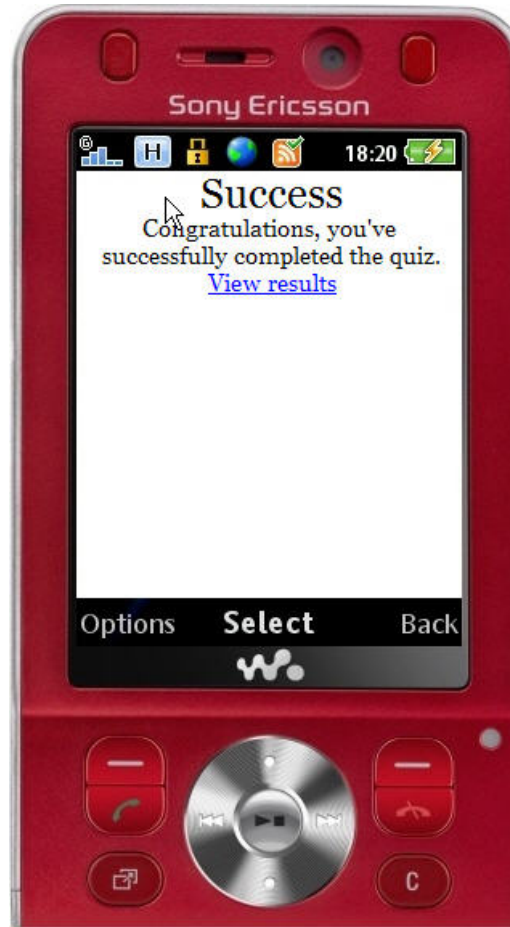 Sony Ericsson
G
H
18:20
Success
Congratulations, you've
successfully completed the quiz.
View results
Options Select Back
C